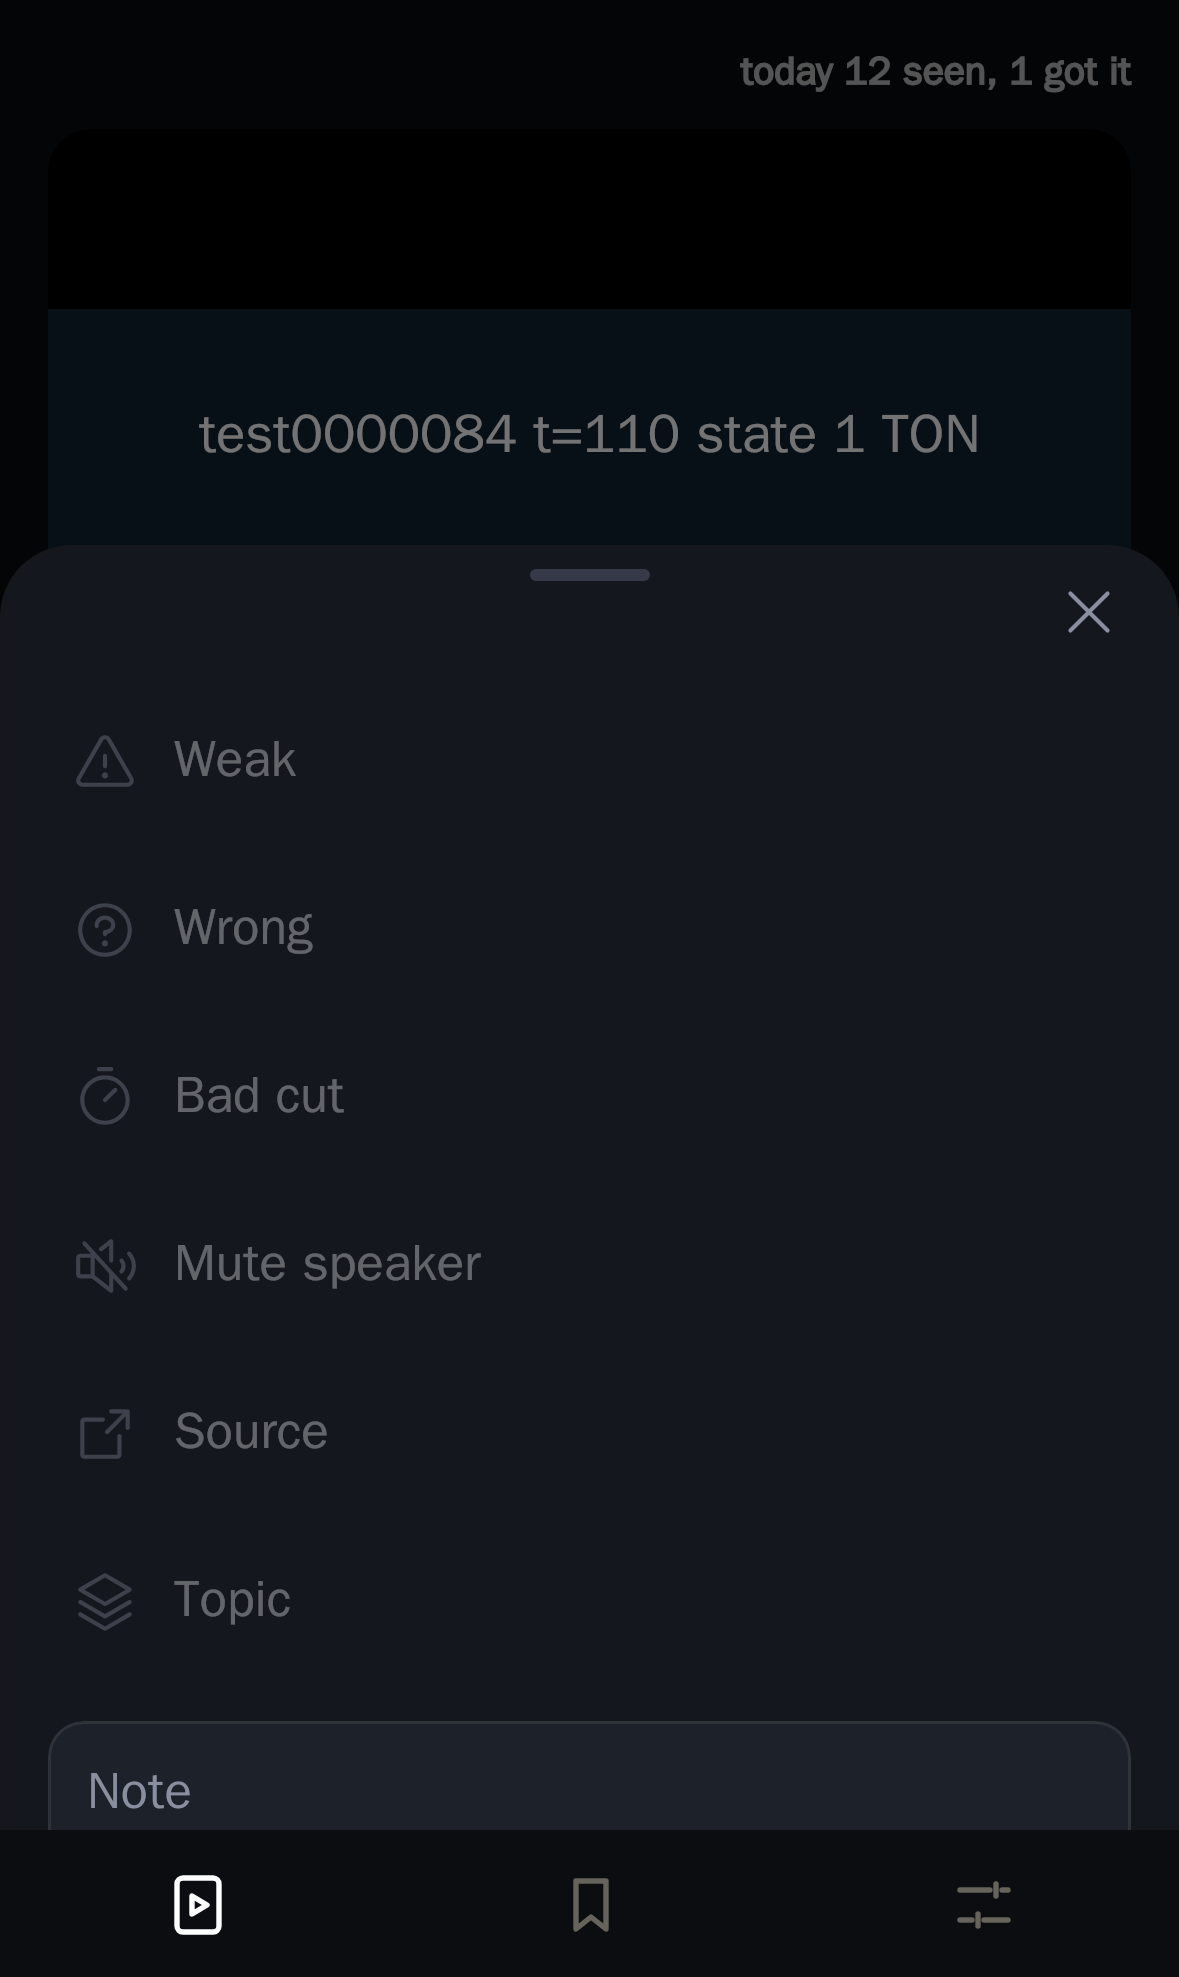 today 12 seen, 1 got it
test0000084 t=110 state 1 TON
Weak
Wrong
Bad cut
Mute speaker
Source
Topic
Note